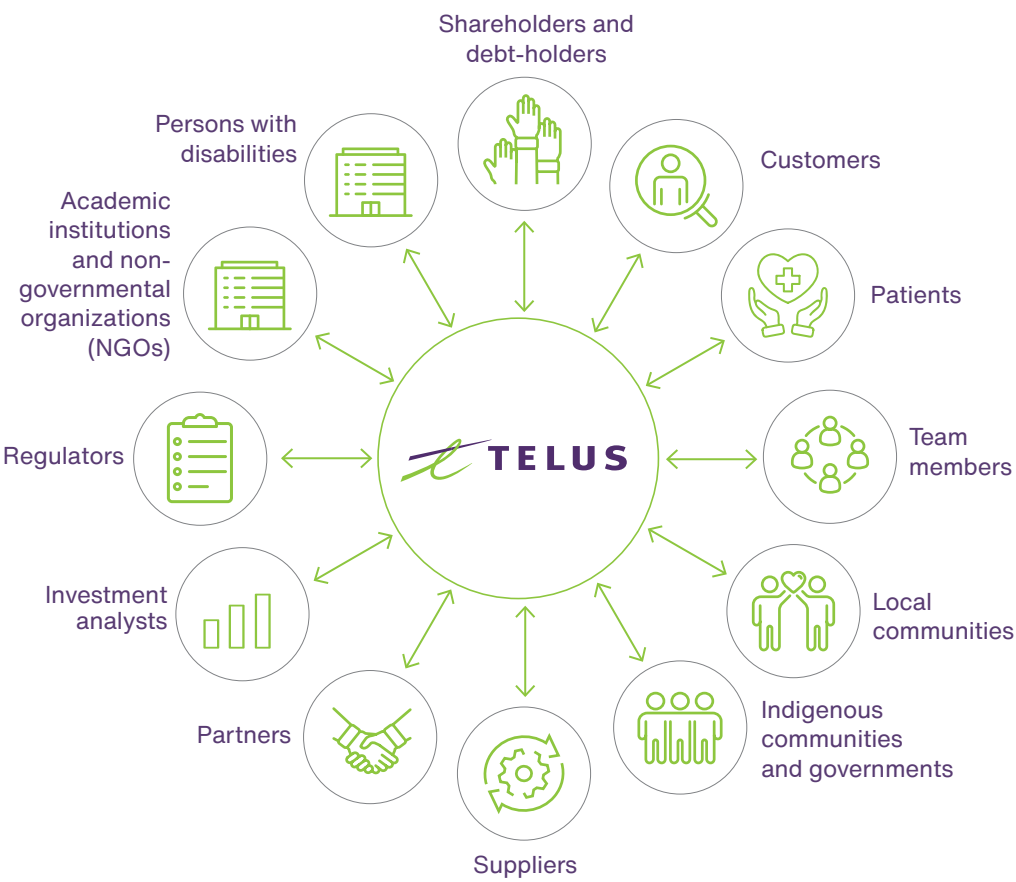 Shareholders and
debt-holders
Persons with
disabilities
Customers
Academic
institutions
and non-
governmental
organizations
(NGOs)
Patients
Regulators
TELUS
Team
members
Investment
analysts
Local
communities
Partners
Indigenous
communities
and governments
Suppliers